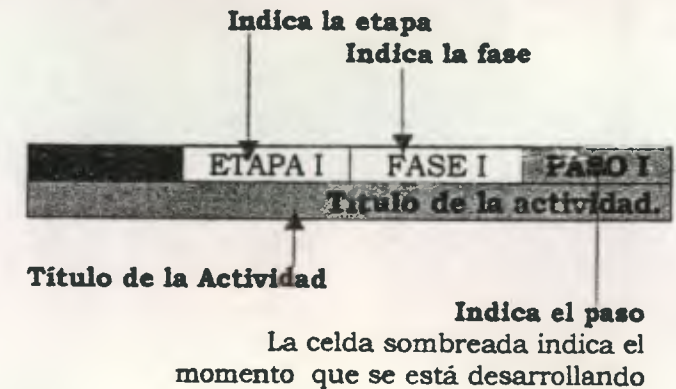 Indica la etapa
Indica la fase
ETAPA I FASE I PASO I
Título de la actividad.
Título de la Actividad
Indica el paso
La celda sombreada indica el
momento que se está desarrollando